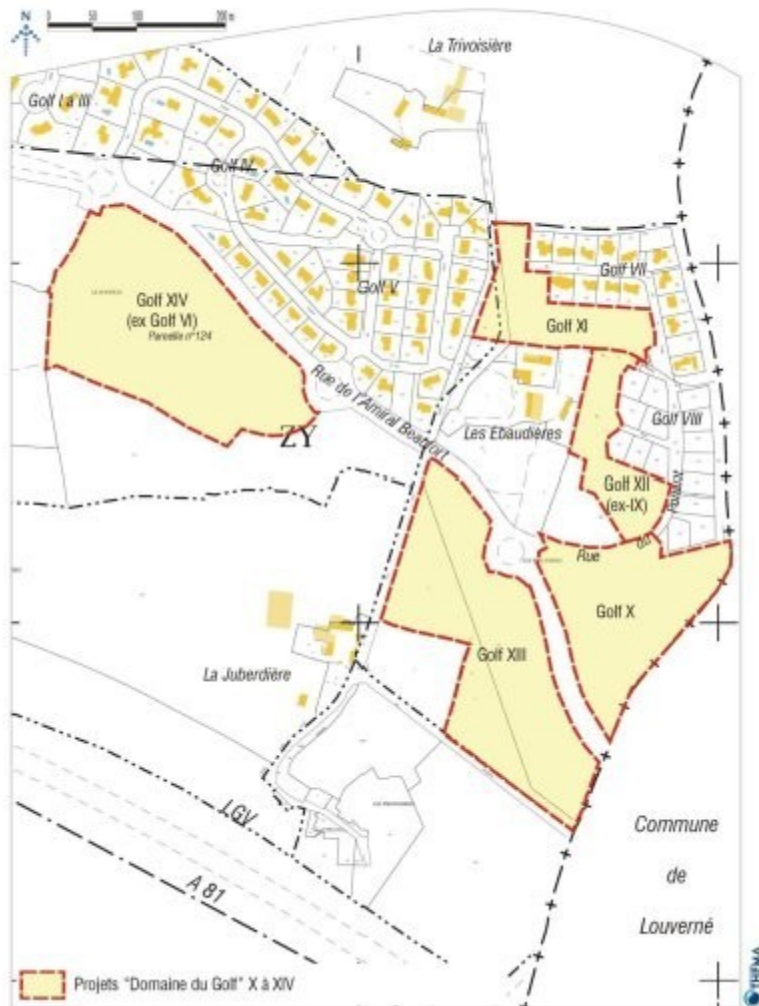 N
0 50 100 200 m
La Trivoisière
Golf I à III
Golf IV
Golf V
Golf VII
Golf XI
Golf XIV
(ex Golf VI)
Parcelle n°124
Rue de l'Amiral Beaufort
ZY
Les Ebaudières
Golf VIII
Golf XII
(ex-IX)
Rue du
Golf X
Golf XIII
La Juberdière
LGV
A 81
Commune
de
Louverné
Projets "Domaine du Golf" X à XIV
THEMA